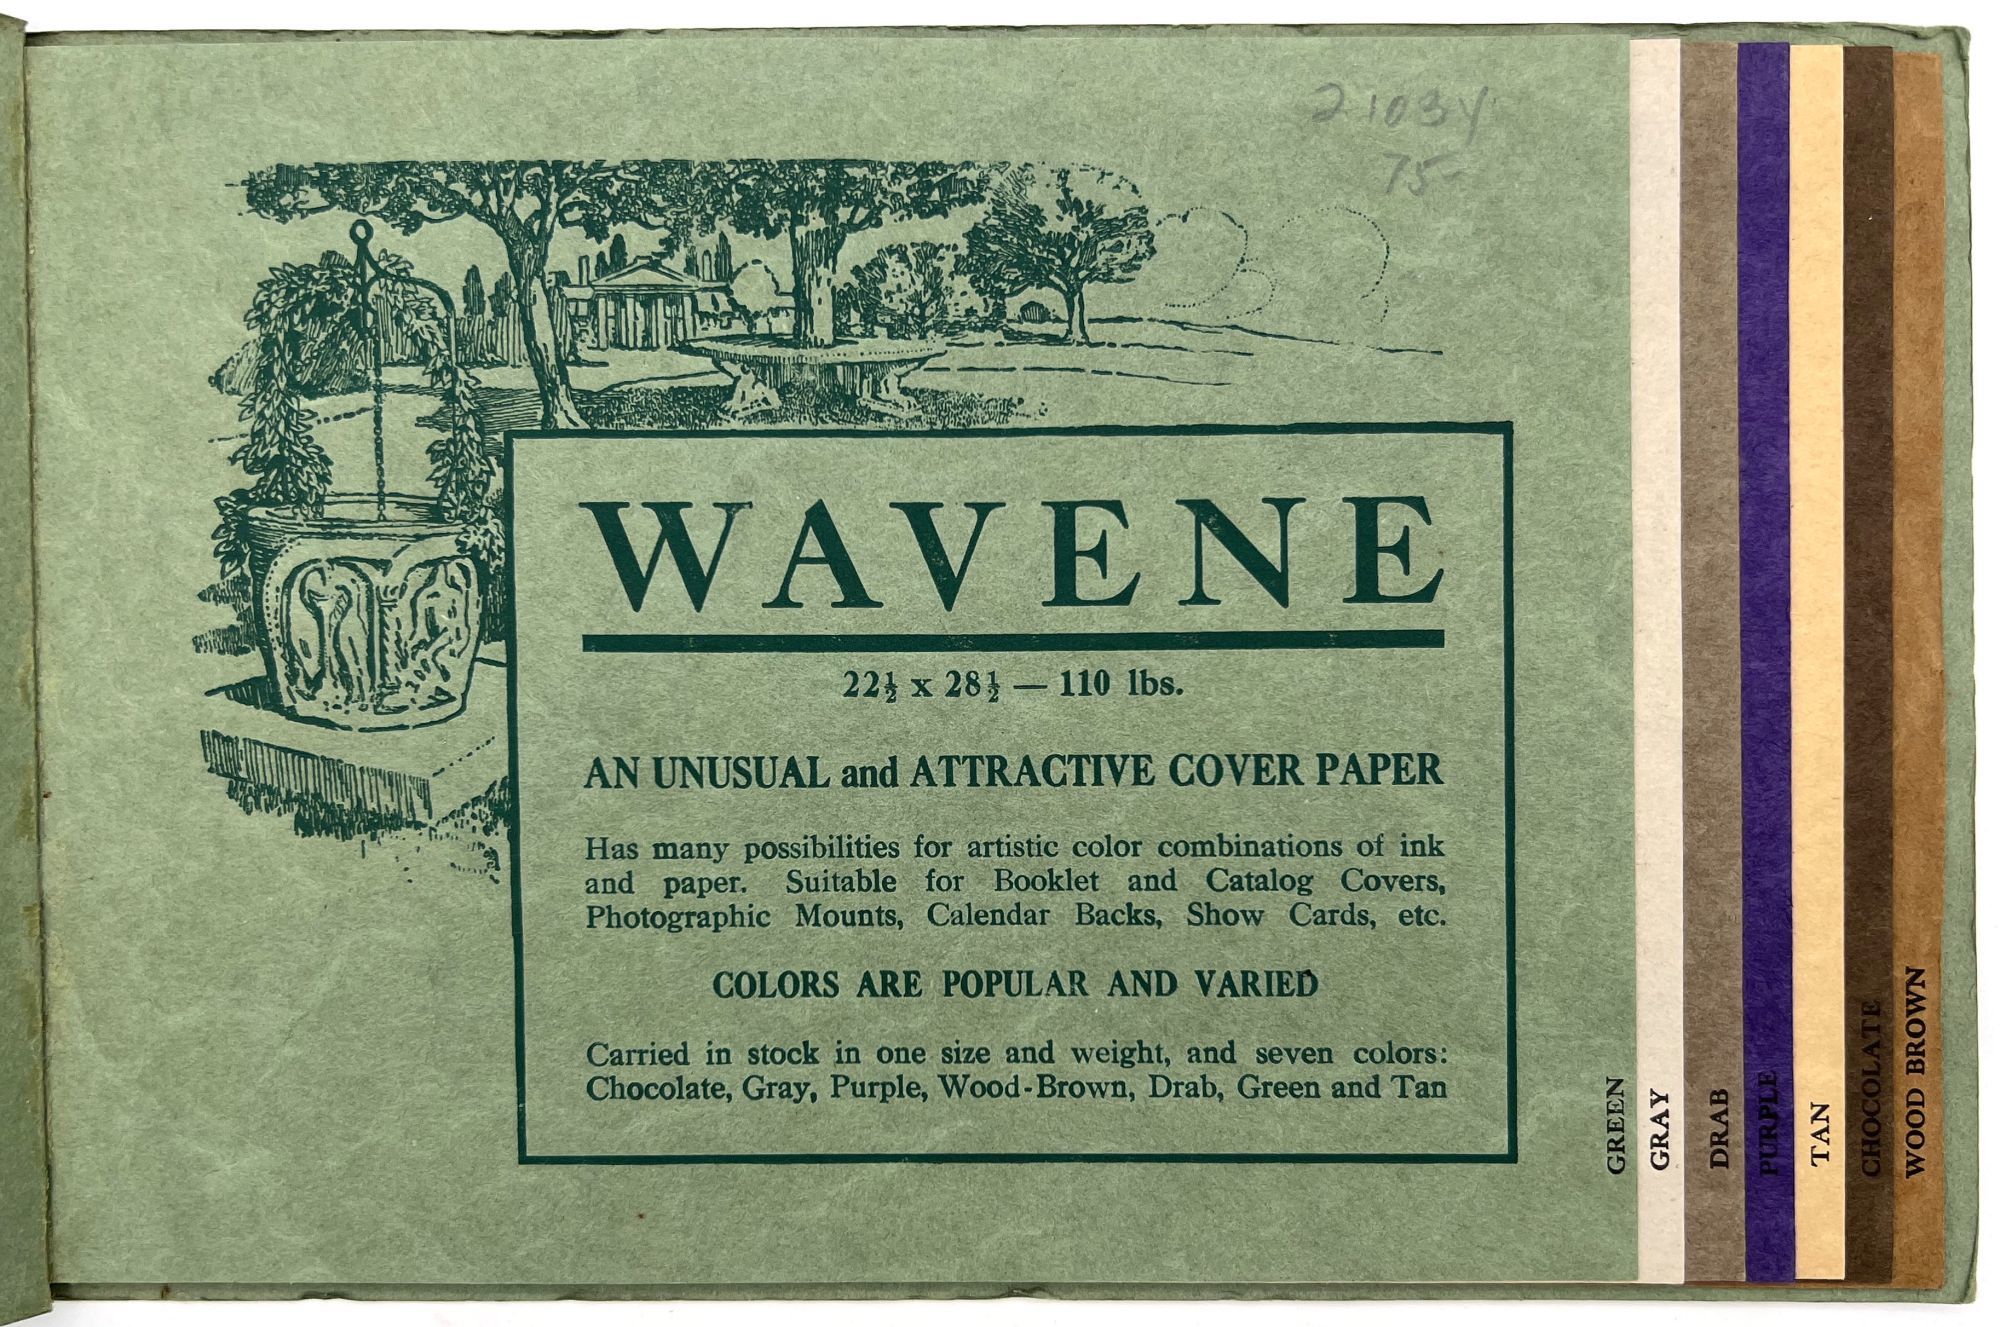 21034
75-
WAVENE
22½ x 28½ — 110 lbs.
AN UNUSUAL and ATTRACTIVE COVER PAPER
Has many possibilities for artistic color combinations of ink
and paper. Suitable for Booklet and Catalog Covers,
Photographic Mounts, Calendar Backs, Show Cards, etc.
COLORS ARE POPULAR AND VARIED
Carried in stock in one size and weight, and seven colors:
Chocolate, Gray, Purple, Wood-Brown, Drab, Green and Tan
GREEN
GRAY
DRAB
PURPLE
TAN
CHOCOLATE
WOOD BROWN